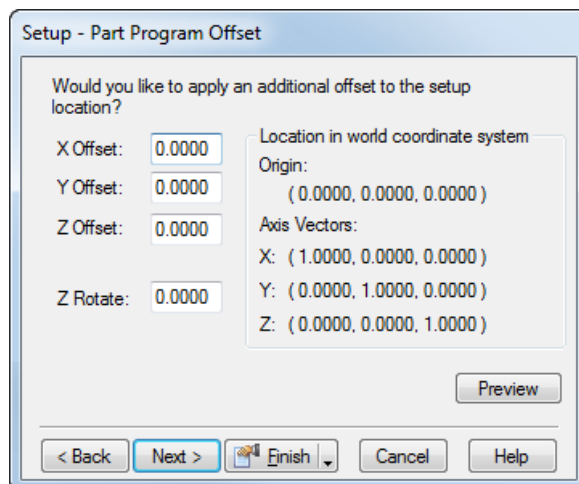 Setup - Part Program Offset
Would you like to apply an additional offset to the setup
location?
X Offset: 0.0000
Y Offset: 0.0000
Z Offset: 0.0000
Z Rotate: 0.0000
Location in world coordinate system
Origin:
( 0.0000, 0.0000, 0.0000 )
Axis Vectors:
X: ( 1.0000, 0.0000, 0.0000 )
Y: ( 0.0000, 1.0000, 0.0000 )
Z: ( 0.0000, 0.0000, 1.0000 )
Preview
< Back Next > Finish Cancel Help